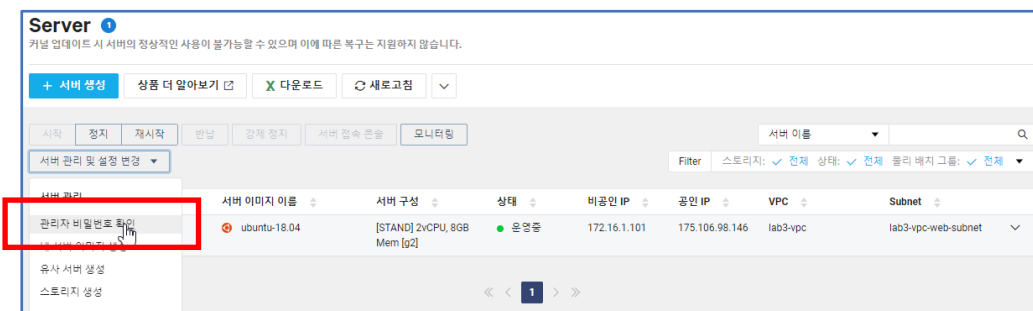 Server 1
커널 업데이트 시 서버의 정상적인 사용이 불가능할 수 있으며 이에 따른 복구는 지원하지 않습니다.
+ 서버 생성 상품 더 알아보기 X 다운로드 새로고침
시작 정지 재시작 반납 강제 정지 서버 접속 콘솔 모니터링 서버 이름
서버 관리 및 설정 변경 Filter 스토리지: 전체 상태: 전체 물리 배치 그룹: 전체
서버 관리 서버 이미지 이름 서버 구성 상태 비공인 IP 공인 IP VPC Subnet
관리자 비밀번호 확인 ubuntu-18.04 [STAND] 2vCPU, 8GB 운영중 172.16.1.101 175.106.98.146 lab3-vpc lab3-vpc-web-subnet
Mem [g2]
내 서버 이미지 생성
유사 서버 생성
스토리지 생성
1